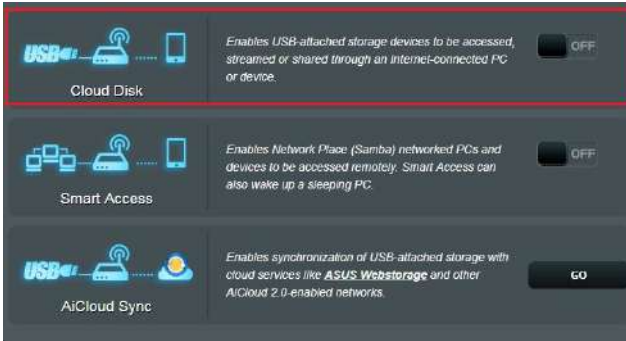 USB
Cloud Disk
Enables USB-attached storage devices to be accessed,
streamed or shared through an Internet-connected PC
or device.
OFF
Smart Access
Enables Network Place (Samba) networked PCs and
devices to be accessed remotely. Smart Access can
also wake up a sleeping PC.
OFF
USB
AiCloud Sync
Enables synchronization of USB-attached storage with
cloud services like ASUS Webstorage and other
AiCloud 2.0-enabled networks.
GO